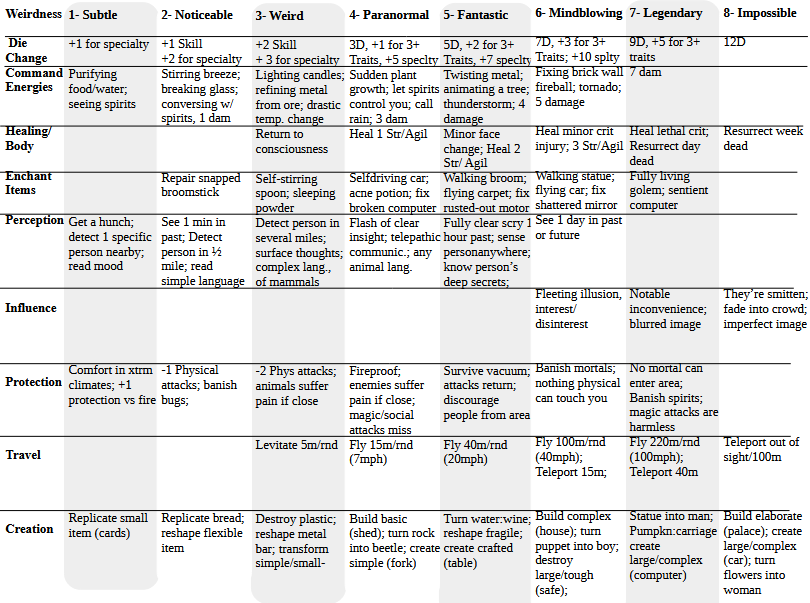 Weirdness 1- Subtle 2- Noticeable 3- Weird 4- Paranormal 5- Fantastic 6- Mindblowing 7- Legendary 8- Impossible
Die Change
+1 for specialty
+1 Skill
+2 for specialty
+2 Skill
+ 3 for specialty
3D, +1 for 3+
Traits, +5 speclty
5D, +2 for 3+
Traits, +7 speclty
7D, +3 for 3+
Traits; +10 splty
9D, +5 for 3+
traits
12D
Command
Energies
Purifying
food/water;
seeing spirits
Stirring breeze;
breaking glass;
conversing w/
spirits, 1 dam
Lighting candles;
refining metal
from ore; drastic
temp. change
Sudden plant
growth; let spirits
control you; call
rain; 3 dam
Twisting metal;
animating a tree;
thunderstorm; 4
damage
Fixing brick wall
fireball; tornado;
5 damage
7 dam
Healing/
Body
Return to
consciousness
Heal 1 Str/Agil
Minor face
change; Heal 2
Str/ Agil
Heal minor crit
injury; 3 Str/Agil
Heal lethal crit;
Resurrect day
dead
Resurrect week
dead
Enchant
Items
Repair snapped
broomstick
Self-stirring
spoon; sleeping
powder
Selfdriving car;
acne potion; fix
broken computer
Walking broom;
flying carpet; fix
rusted-out motor
Walking statue;
flying car; fix
shattered mirror
Fully living
golem; sentient
computer
Perception
Get a hunch;
detect 1 specific
person nearby;
read mood
See 1 min in
past; Detect
person in ½
mile; read
simple language
Detect person in
several miles;
surface thoughts;
complex lang.,
of mammals
Flash of clear
insight; telepathic
communic.; any
animal lang.
Fully clear scry 1
hour past; sense
personanywhere;
know person's
deep secrets;
See 1 day in past
or future
Influence
Fleeting illusion,
interest/
disinterest
Notable
inconvenience;
blurred image
They're smitten;
fade into crowd;
imperfect image
Protection
Comfort in xtrm
climates; +1
protection vs fire
-1 Physical
attacks; banish
bugs;
-2 Phys attacks;
animals suffer
pain if close
Fireproof;
enemies suffer
pain if close;
magic/social
attacks miss
Survive vacuum;
attacks return;
discourage
people from area
Banish mortals;
nothing physical
can touch you
No mortal can
enter area;
Banish spirits;
magic attacks are
harmless
Travel
Levitate 5m/rnd
Fly 15m/rnd
(7mph)
Fly 40m/rnd
(20mph)
Fly 100m/rnd
(40mph);
Teleport 15m;
Fly 220m/rnd
(100mph);
Teleport 40m
Teleport out of
sight/100m
Creation
Replicate small
item (cards)
Replicate bread;
reshape flexible
item
Destroy plastic;
reshape metal
bar; transform
simple/small-
Build basic
(shed); turn rock
into beetle; create
simple (fork)
Turn water:wine;
reshape fragile;
create crafted
(table)
Build complex
(house); turn
puppet into boy;
destroy
large/tough
(safe);
Statue into man;
Pumpkn:carriage
create
large/complex
(computer)
Build elaborate
(palace); create
large/complex
(car); turn
flowers into
woman